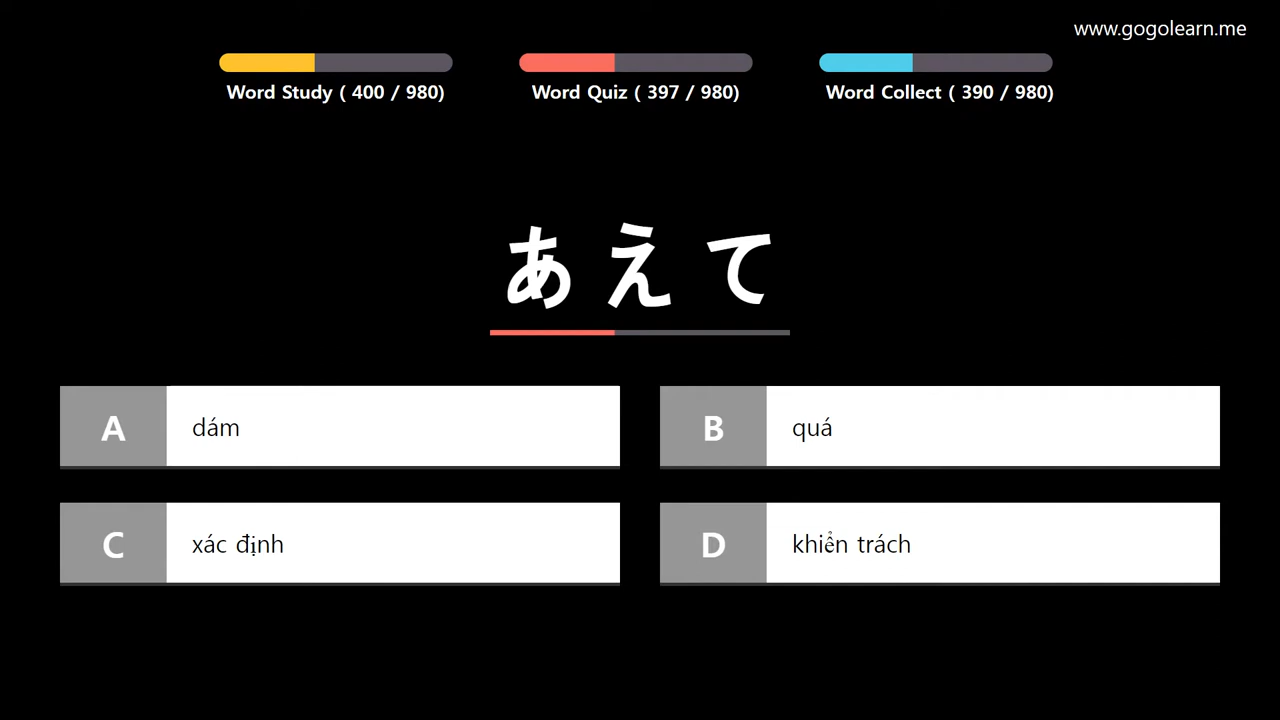 www.gogolearn.me
Word Study ( 400 / 980)
Word Quiz ( 397 / 980)
Word Collect ( 390 / 980)
あえて
A dám
B quá
C xác định
D khiển trách